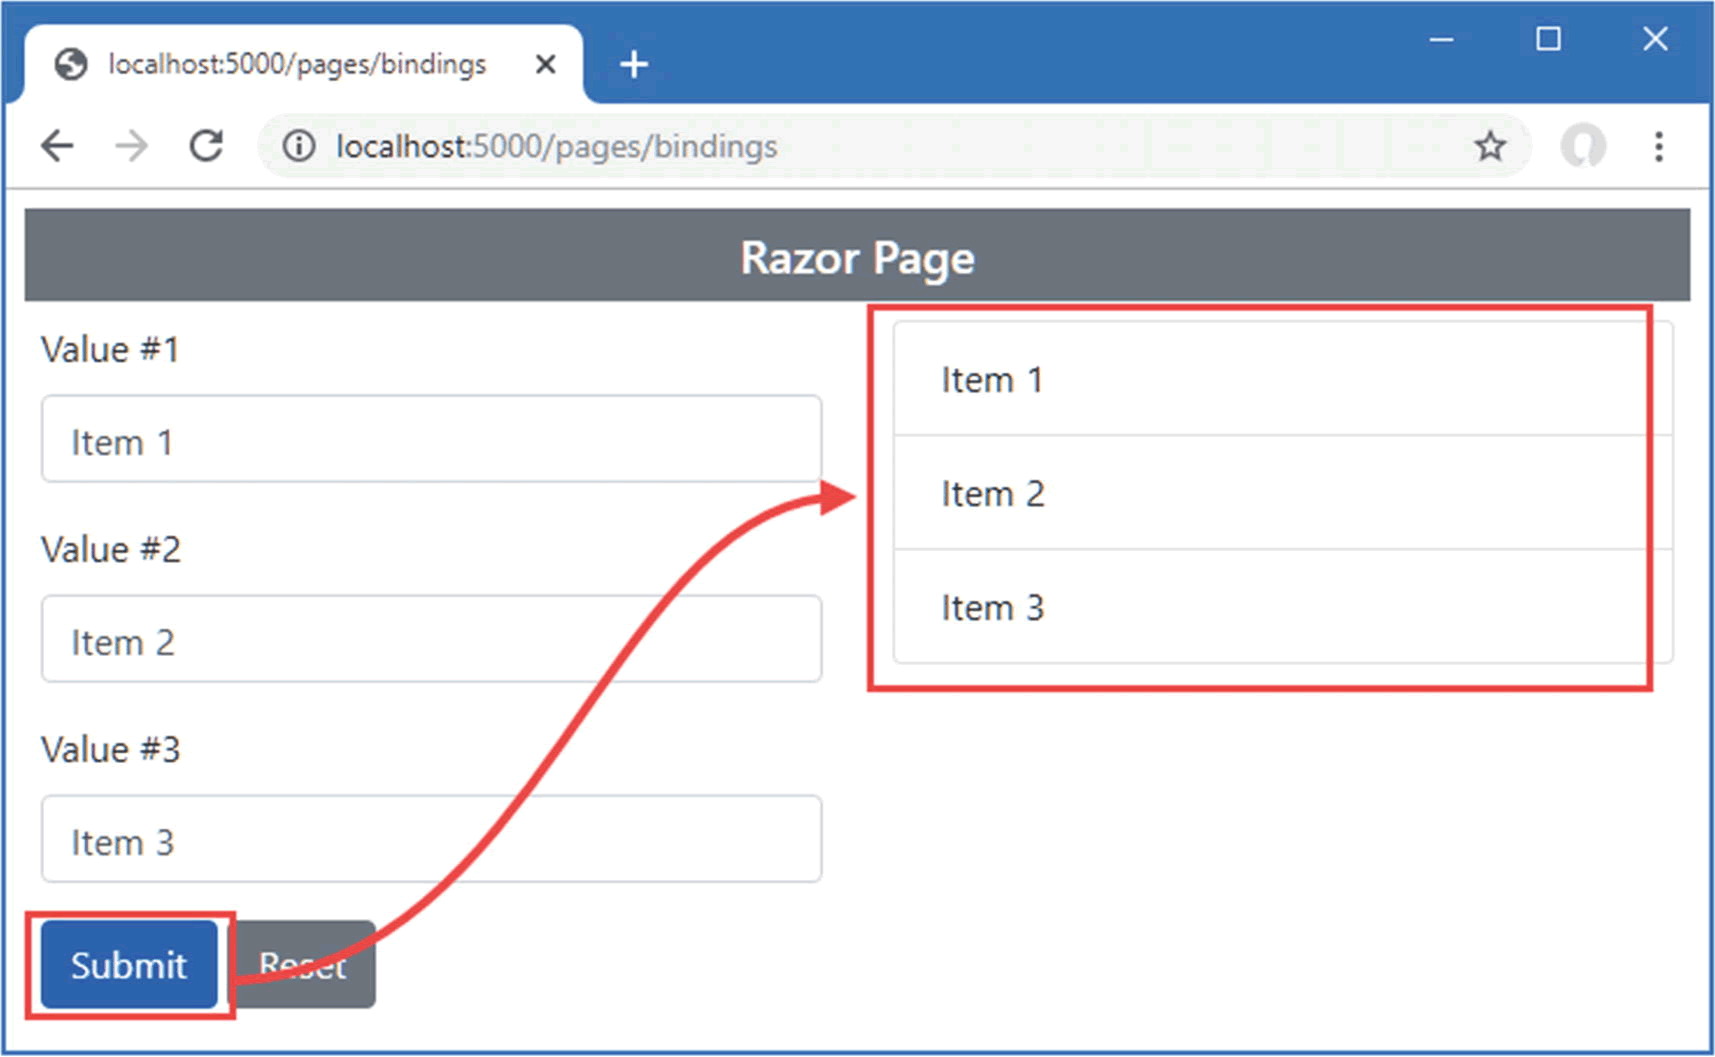 localhost:5000/pages/bindings
localhost:5000/pages/bindings
Razor Page
Value #1
Item 1
Value #2
Item 2
Value #3
Item 3
Submit Reset
Item 1
Item 2
Item 3